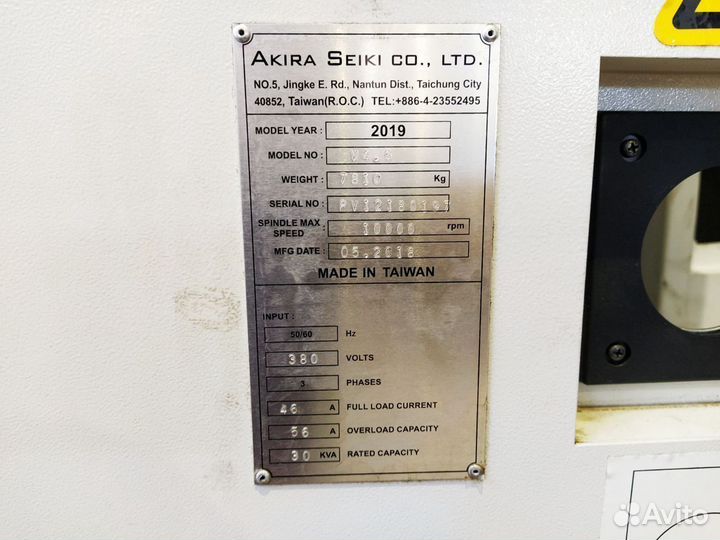 AKIRA SEIKI CO., LTD.
NO.5, Jingke E. Rd., Nantun Dist., Taichung City
40852, Taiwan(R.O.C.) TEL:+886-4-23552495
MODEL YEAR : 2019
MODEL NO :
WEIGHT : 7810 Kg
SERIAL NO :
SPINDLE MAX SPEED : 10000 rpm
MFG DATE : 05.2018
MADE IN TAIWAN
INPUT :
50/60 Hz
380 VOLTS
3 PHASES
46 A FULL LOAD CURRENT
56 A OVERLOAD CAPACITY
30 KVA RATED CAPACITY
Avito